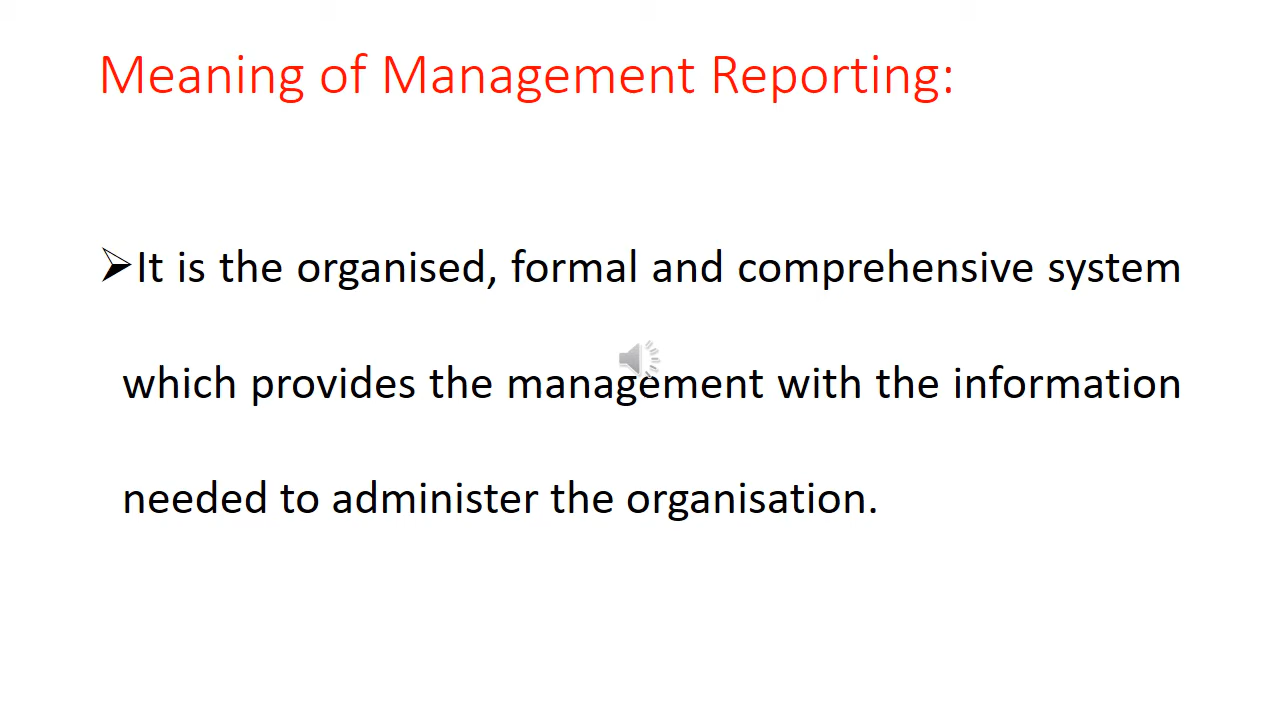 Meaning of Management Reporting:
➢It is the organised, formal and comprehensive system
which provides the management with the information
needed to administer the organisation.